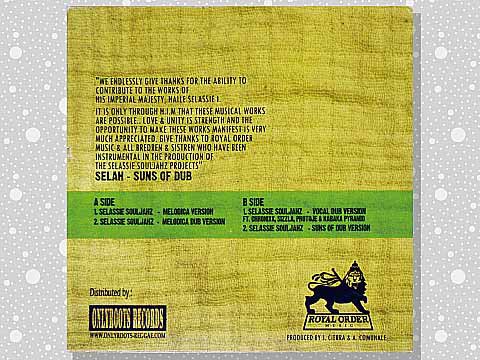 "WE ENDLESSLY GIVE THANKS FOR THE ABILITY TO
CONTRIBUTE TO THE WORKS OF
HIS IMPERIAL MAJESTY, HAILE SELASSIE I.
IT IS ONLY THROUGH H.I.M THAT THESE MUSICAL WORKS
ARE POSSIBLE.. LOVE & UNITY IS STRENGTH AND THE
OPPORTUNITY TO MAKE THESE WORKS MANIFEST IS VERY
MUCH APPRECIATED. GIVE THANKS TO ROYAL ORDER
MUSIC & ALL BREDREN & SISTREN WHO HAVE BEEN
INSTRUMENTAL IN THE PRODUCTION OF
THE SELASSIE SOULJAHZ PROJECTS"
SELAH - SUNS OF DUB
A SIDE
1. SELASSIE SOULJAHZ - MELODICA VERSION
2. SELASSIE SOULJAHZ - MELODICA DUB VERSION
B SIDE
1. SELASSIE SOULJAHZ - VOCAL DUB VERSION
FT. CHRONIXX, SIZZLA, PROTOJE & KABAKA PYRAMID
2. SELASSIE SOULJAHZ - SUNS OF DUB VERSION
Distributed by :
ONLYROOTS RECORDS
WWW.ONLYROOTS-REGGAE.COM
ROYAL ORDER
MUSIC
PRODUCED BY J. CIERRA & A. COMUNALE